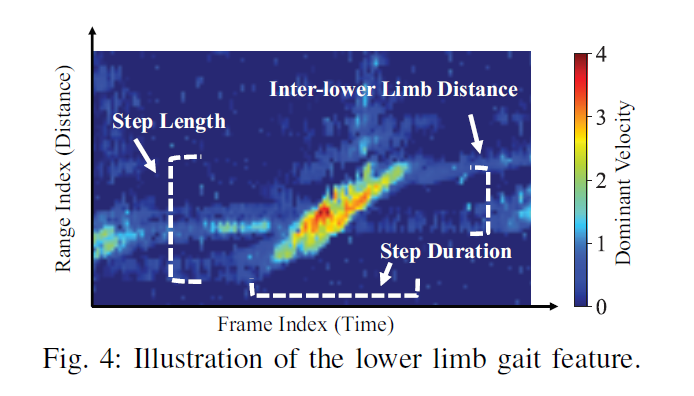 Inter-lower Limb Distance
Step Length
Step Duration
Range Index (Distance)
Frame Index (Time)
4
3
2
1
0
Dominant Velocity
Fig. 4: Illustration of the lower limb gait feature.